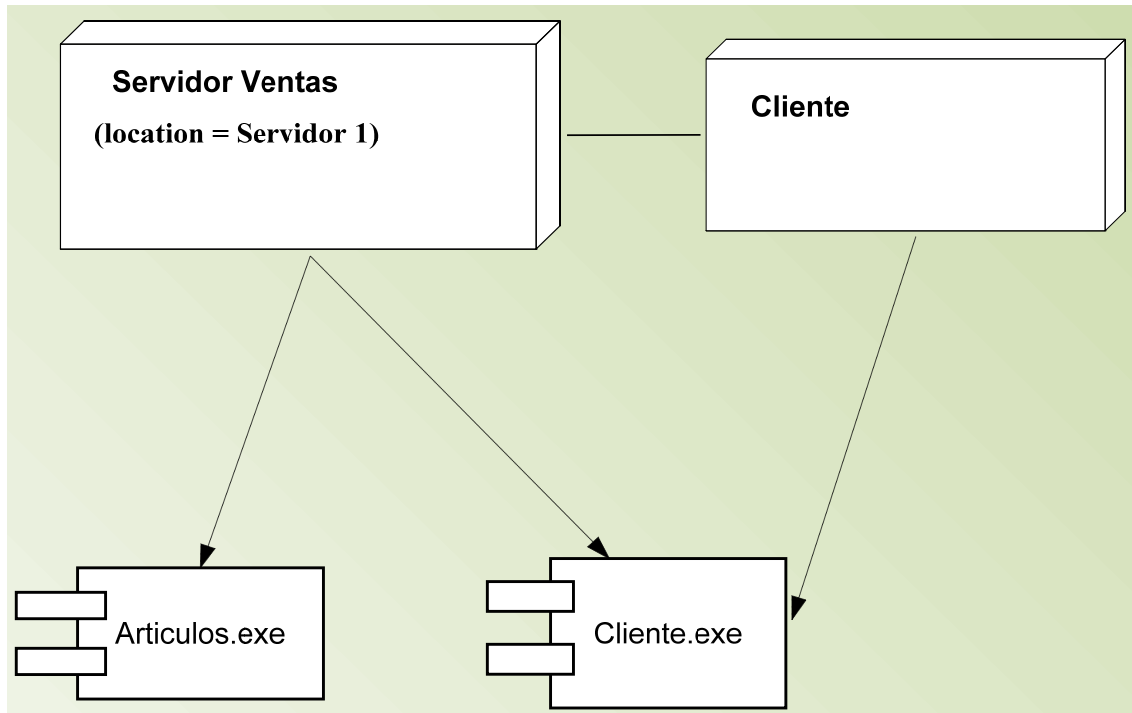 Servidor Ventas
(location = Servidor 1)
Cliente
Articulos.exe
Cliente.exe